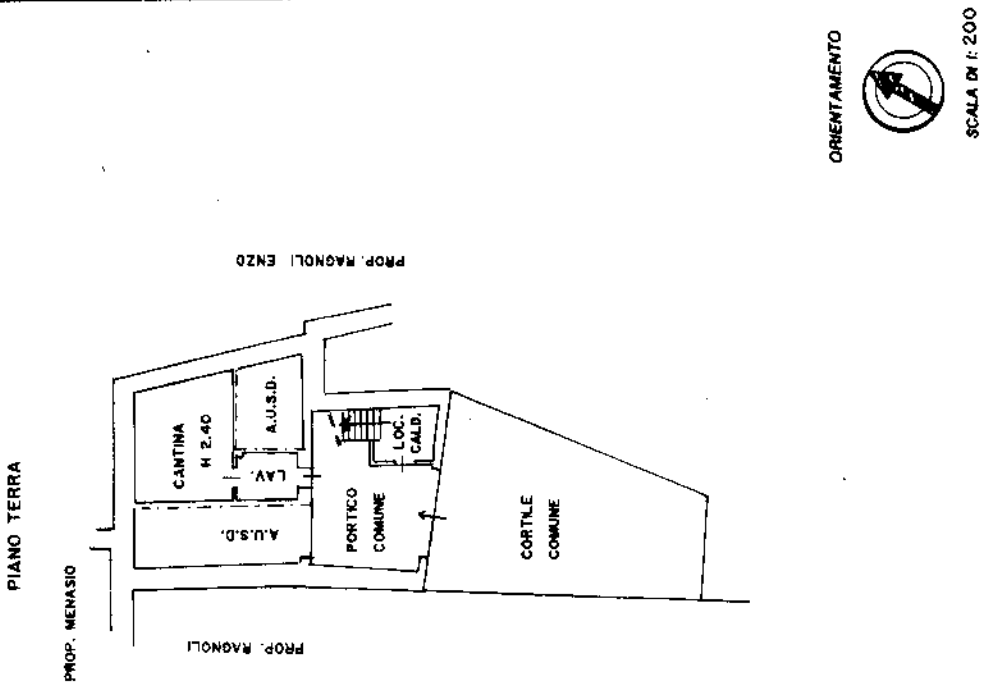 PIANO TERRA
PROP. MENASIO
PROP. RAGNOLI ENZO
PROP. RAGNOLI
CANTINA
H 2.40
A.U.S.D.
LAV.
A.U.S.D.
PORTICO
COMUNE
LOC.
CALD.
CORTILE
COMUNE
ORIENTAMENTO
SCALA DI 1: 200